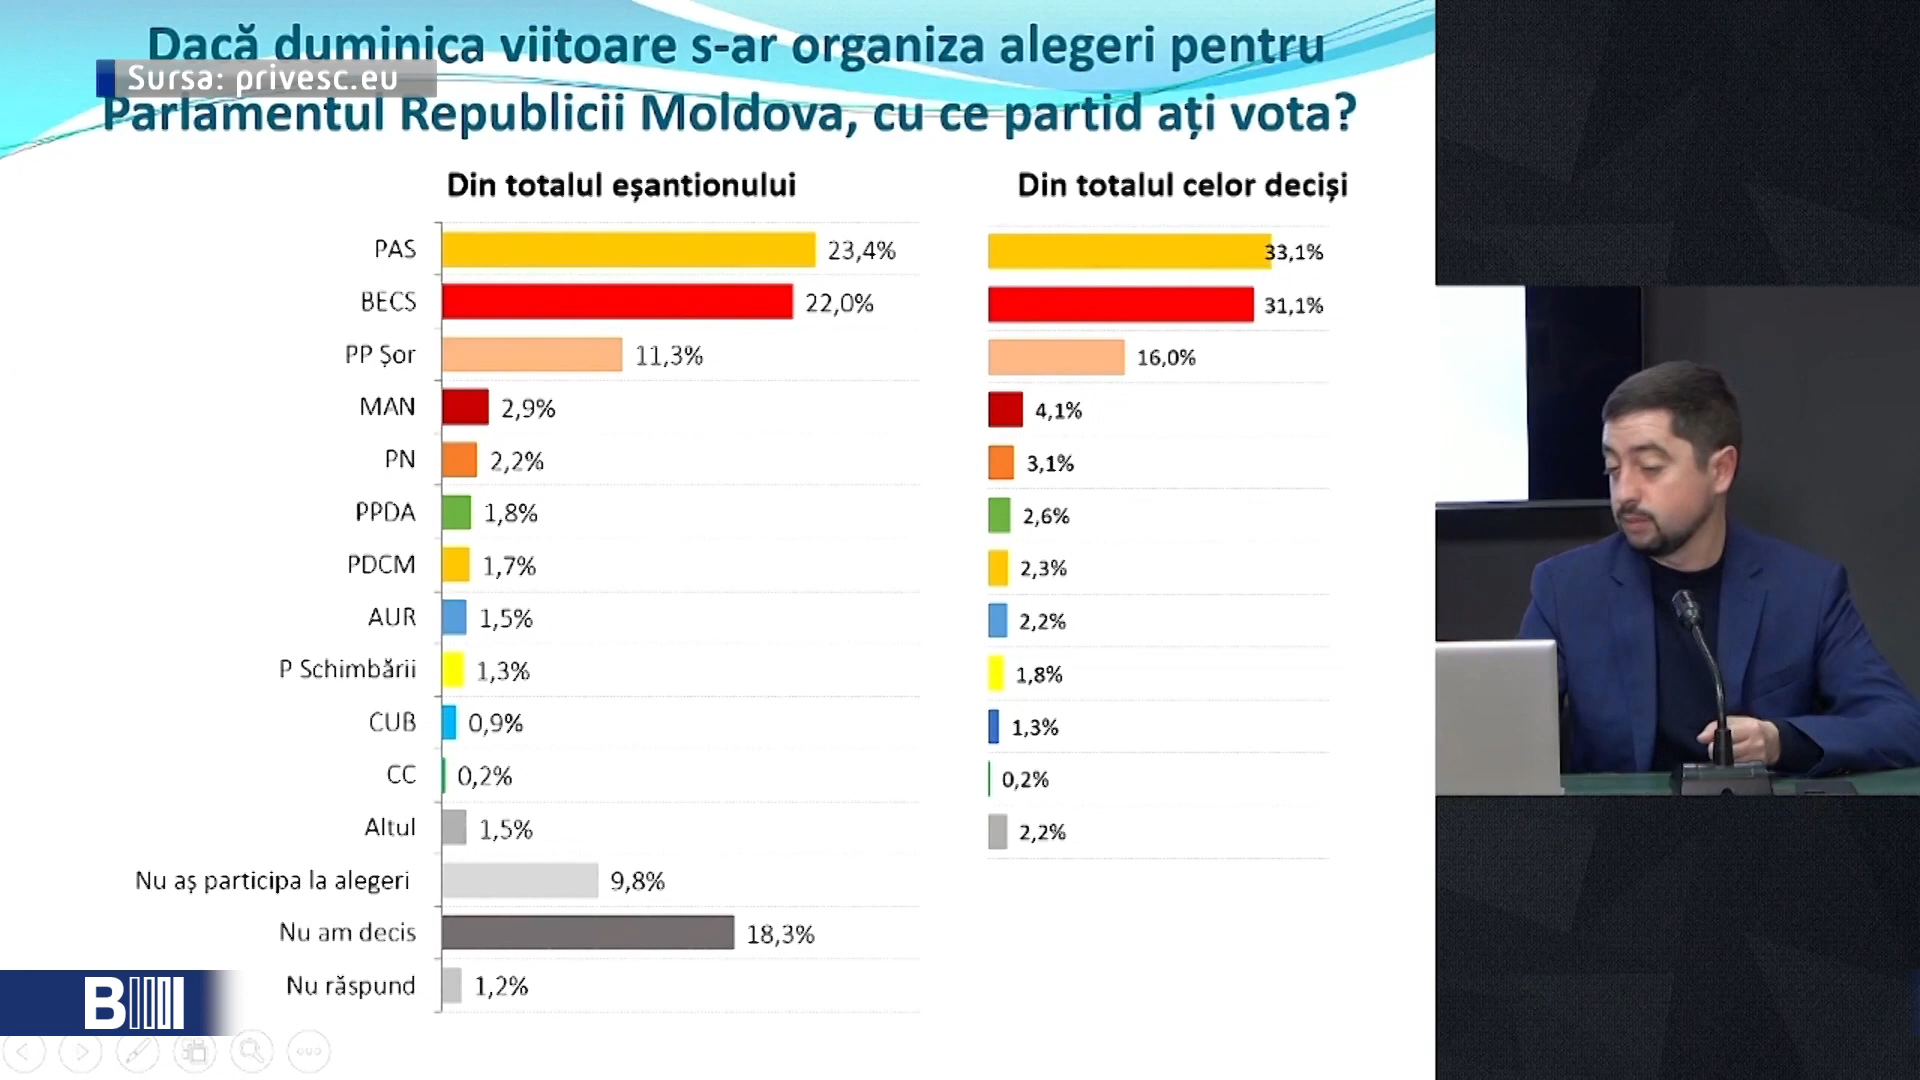 Dacă duminica viitoare s-ar organiza alegeri pentru
Sursa: privesc.eu
Parlamentul Republicii Moldova, cu ce partid ați vota?
Din totalul eșantionului
Din totalul celor deciși
PAS 23,4% 33,1%
BECS 22,0% 31,1%
PP Șor 11,3% 16,0%
MAN 2,9% 4,1%
PN 2,2% 3,1%
PPDA 1,8% 2,6%
PDCM 1,7% 2,3%
AUR 1,5% 2,2%
P Schimbării 1,3% 1,8%
CUB 0,9% 1,3%
CC 0,2% 0,2%
Altul 1,5% 2,2%
Nu aș participa la alegeri 9,8%
Nu am decis 18,3%
Nu răspund 1,2%
B